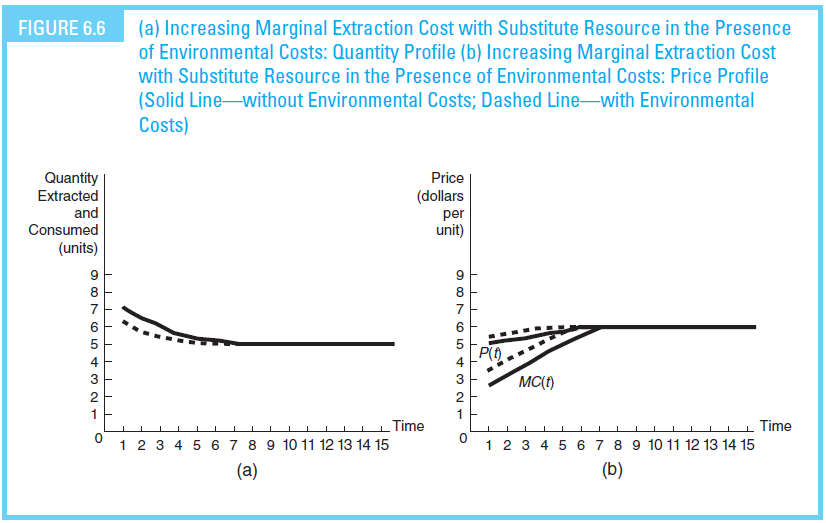 FIGURE 6.6
(a) Increasing Marginal Extraction Cost with Substitute Resource in the Presence
of Environmental Costs: Quantity Profile (b) Increasing Marginal Extraction Cost
with Substitute Resource in the Presence of Environmental Costs: Price Profile
(Solid Line—without Environmental Costs; Dashed Line—with Environmental
Costs)
Quantity
Extracted
and
Consumed
(units)
9
8
7
6
5
4
3
2
1
0
1 2 3 4 5 6 7 8 9 10 11 12 13 14 15
Time
(a)
Price
(dollars
per
unit)
9
8
7
6
5
4
3
2
1
0
P(t)
MC(t)
1 2 3 4 5 6 7 8 9 10 11 12 13 14 15
Time
(b)